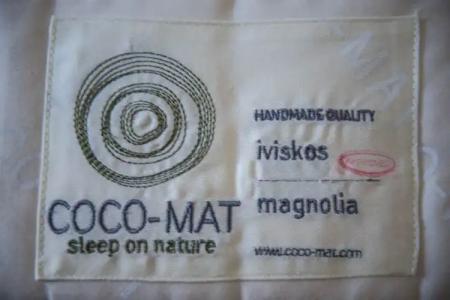 COCO-MAT
sleep on nature
HANDMADE QUALITY
iviskos
magnolia
www.coco-mat.com